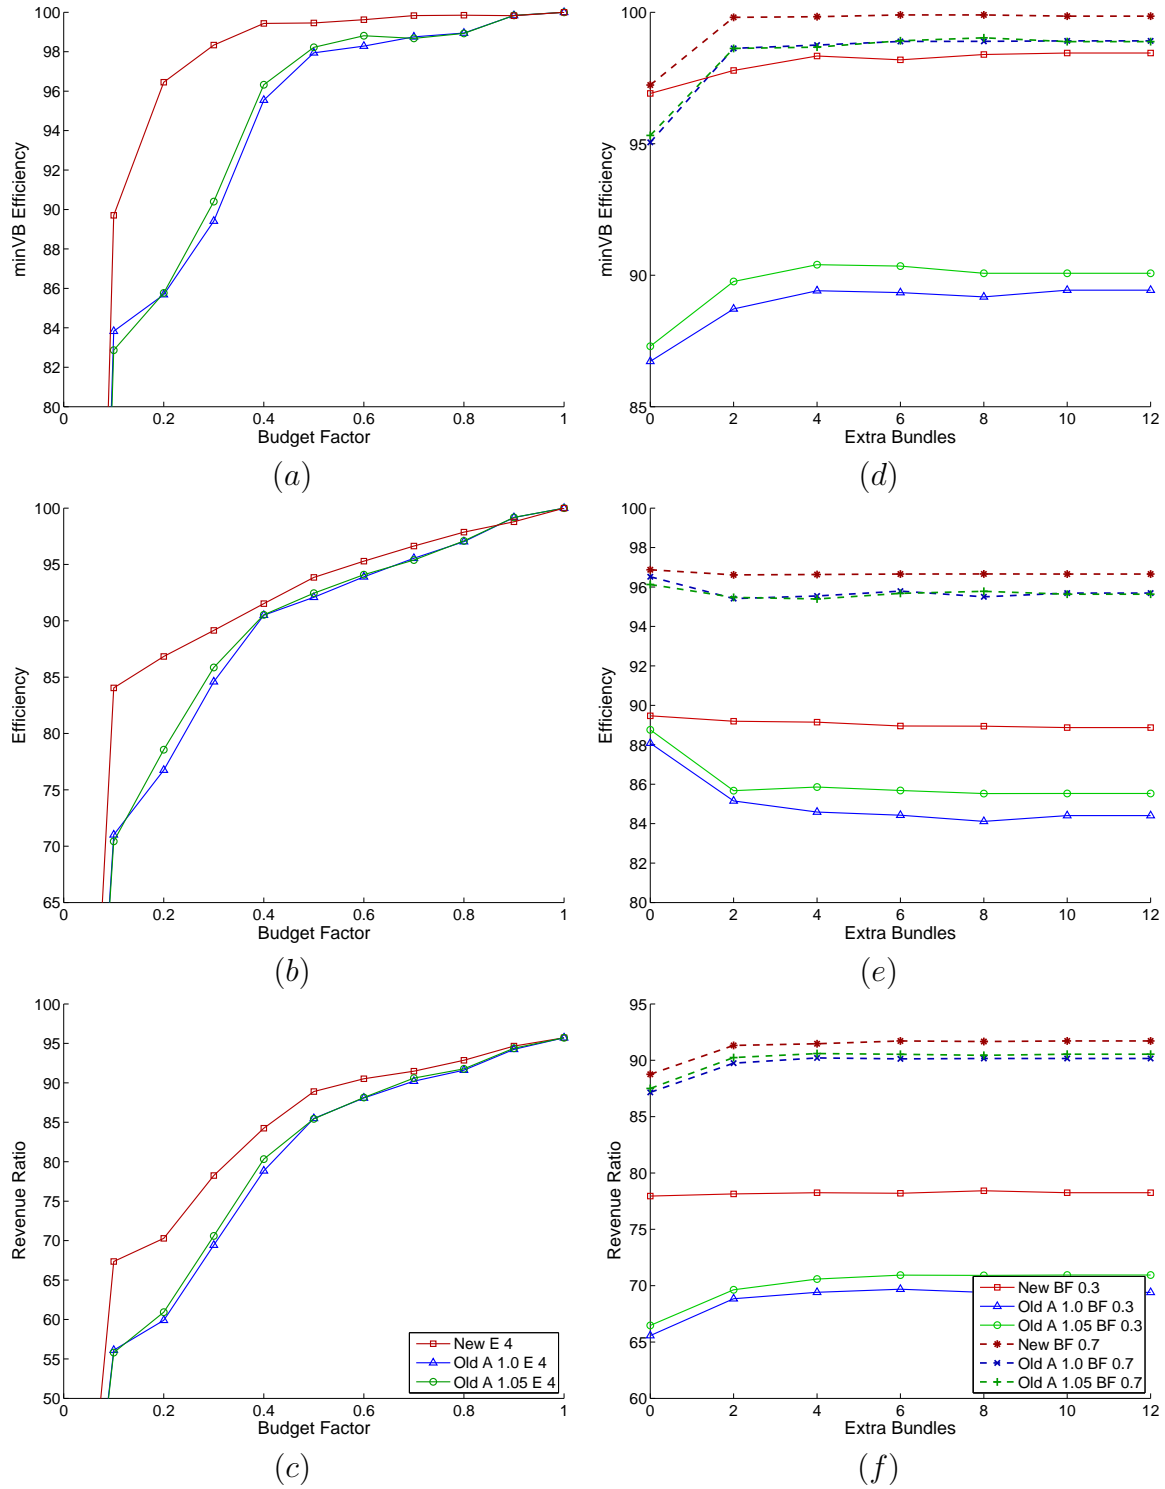 100
98
96
94
92
90
88
86
84
82
80
minVB Efficiency
0 0.2 0.4 0.6 0.8 1
Budget Factor
(a)
100
95
90
85
minVB Efficiency
0 2 4 6 8 10 12
Extra Bundles
(d)
100
95
90
85
80
75
70
65
Efficiency
0 0.2 0.4 0.6 0.8 1
Budget Factor
(b)
100
98
96
94
92
90
88
86
84
82
80
Efficiency
0 2 4 6 8 10 12
Extra Bundles
(e)
100
95
90
85
80
75
70
65
60
55
50
Revenue Ratio
New E 4
Old A 1.0 E 4
Old A 1.05 E 4
0 0.2 0.4 0.6 0.8 1
Budget Factor
(c)
95
90
85
80
75
70
65
60
Revenue Ratio
New BF 0.3
Old A 1.0 BF 0.3
Old A 1.05 BF 0.3
New BF 0.7
Old A 1.0 BF 0.7
Old A 1.05 BF 0.7
0 2 4 6 8 10 12
Extra Bundles
(f)